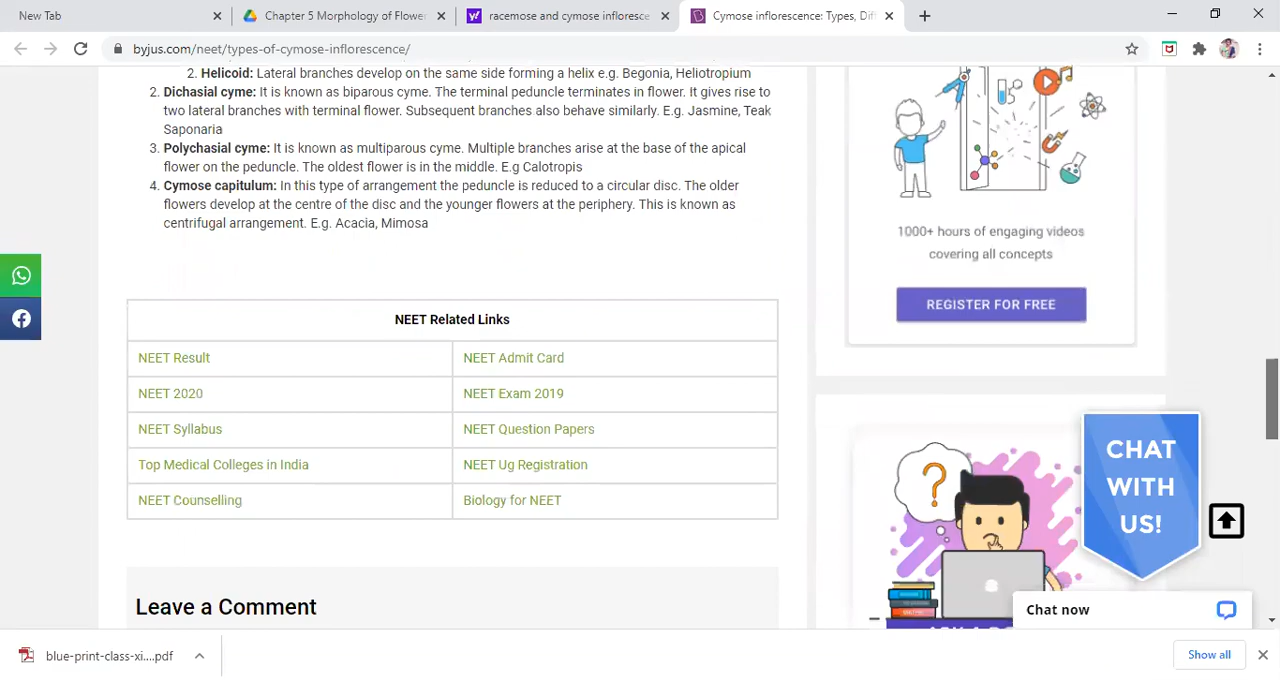 New Tab
Chapter 5 Morphology of Flower
racemose and cymose infloresce
Cymose inflorescence: Types, Dif
byjus.com/neet/types-of-cymose-inflorescence/
2. Helicoid: Lateral branches develop on the same side forming a helix e.g. Begonia, Heliotropium
2. Dichasial cyme: It is known as biparous cyme. The terminal peduncle terminates in flower. It gives rise to
two lateral branches with terminal flower. Subsequent branches also behave similarly. E.g. Jasmine, Teak
Saponaria
3. Polychasal cyme: It is known as multiparous cyme. Multiple branches arise at the base of the apical
flower on the peduncle. The oldest flower is in the middle. E.g Calotropis
4. Cymose capitulum: In this type of arrangement the peduncle is reduced to a circular disc. The older
flowers develop at the centre of the disc and the younger flowers at the periphery. This is known as
centrifugal arrangement. E.g. Acacia, Mimosa
NEET Related Links
NEET Result NEET Admit Card
NEET 2020 NEET Exam 2019
NEET Syllabus NEET Question Papers
Top Medical Colleges in India NEET Ug Registration
NEET Counselling Biology for NEET
Leave a Comment
1000+ hours of engaging videos
covering all concepts
REGISTER FOR FREE
CHAT
WITH
US!
Chat now
blue-print-class-xi....pdf
Show all